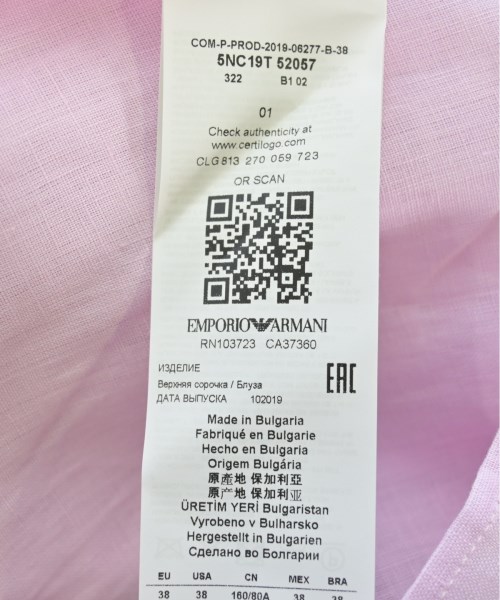 COM-P-PROD-2019-06277-B-38
5NC19T 52057
322 B1 02
01
Check authenticity at
www.certilogo.com
CLG 813 270 059 723
OR SCAN
EMPORIO ARMANI
RN103723 CA37360
ИЗДЕЛИЕ
Верхняя сорочка / Блуза
ДАТА ВЫПУСКА 102019
EAC
Made in Bulgaria
Fabriqué en Bulgarie
Hecho en Bulgaria
Origem Bulgária
原產地 保加利亞
原产地 保加利亚
ÜRETİM YERİ Bulgaristan
Vyrobeno v Bulharsko
Hergestellt in Bulgarien
Сделано во Болгарии
EU USA CN MEX BRA
38 38 160/80A 38 38